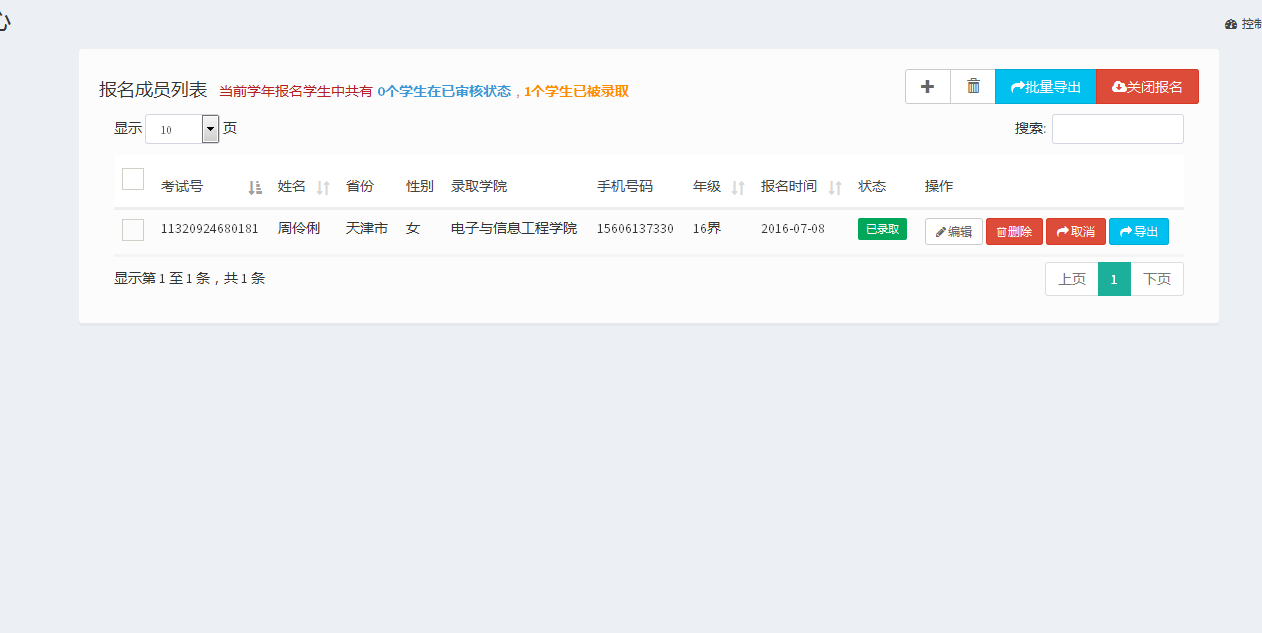 心
控制
报名成员列表 当前学年报名学生中共有 0个学生在已审核状态，1个学生已被录取
批量导出 关闭报名
显示 10 页 搜索:
考试号 姓名 省份 性别 录取学院 手机号码 年级 报名时间 状态 操作
11320924680181 周伶俐 天津市 女 电子与信息工程学院 15606137330 16界 2016-07-08 已录取 编辑 删除 取消 导出
显示第 1 至 1 条，共 1 条 上页 1 下页